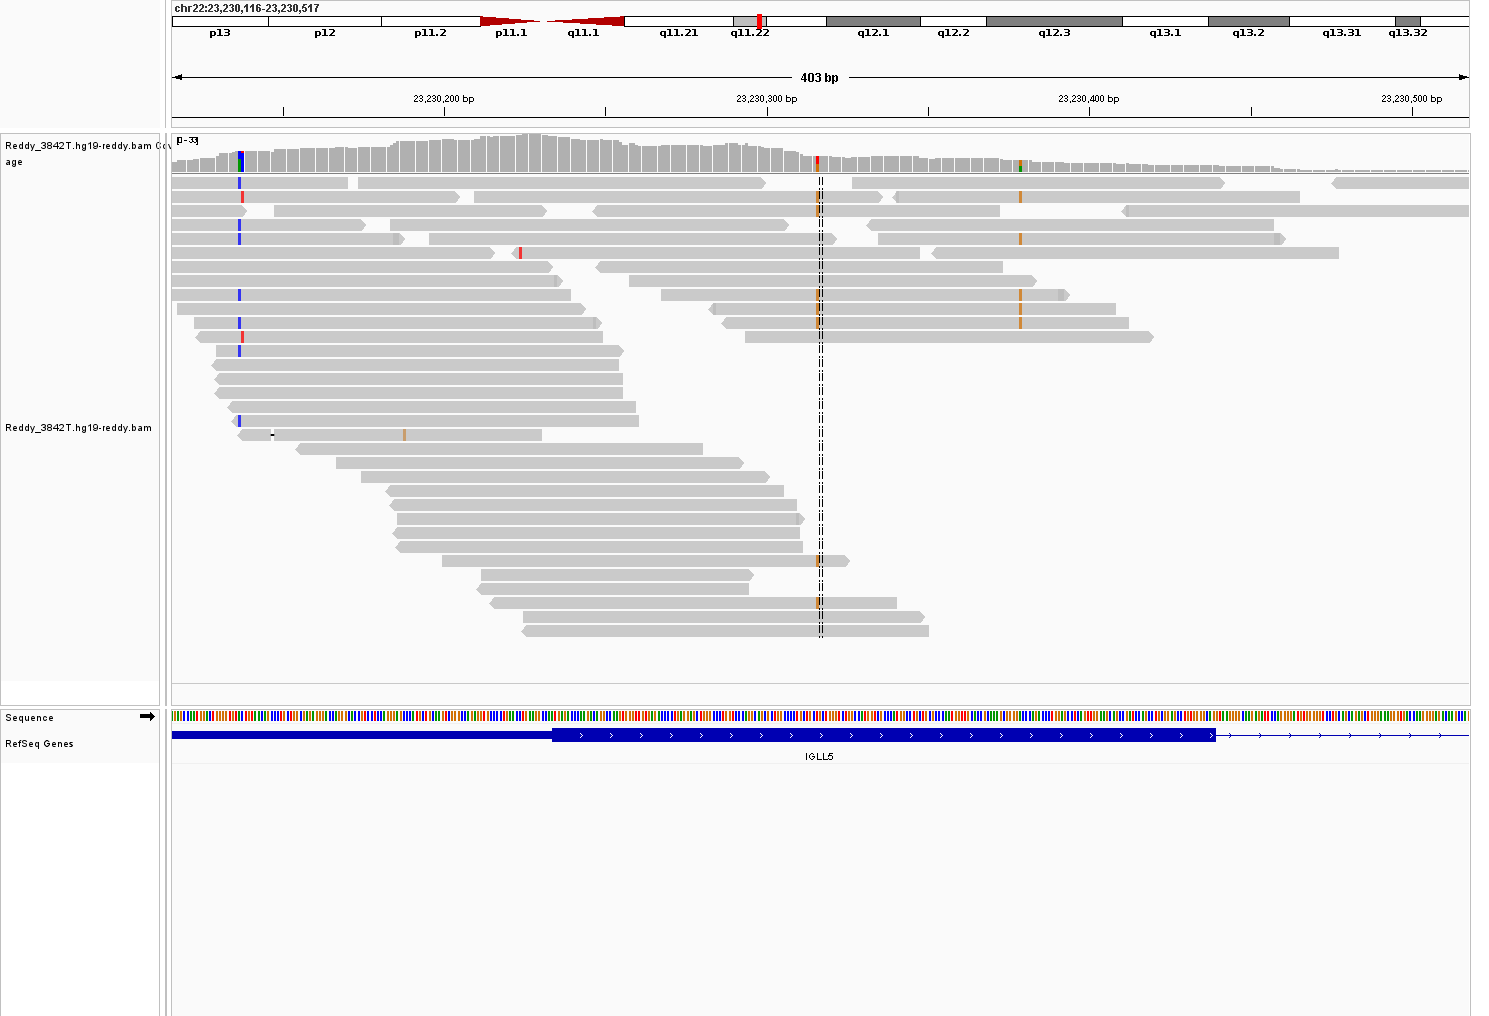 chr22:23,230,116-23,230,517
p13 p12 p11.2 p11.1 q11.1 q11.21 q11.22 q12.1 q12.2 q12.3 q13.1 q13.2 q13.31 q13.32
403 bp
23,230,200 bp 23,230,300 bp 23,230,400 bp 23,230,500 bp
Reddy_3842T.hg19-reddy.bam Cov
age
[0-33]
Reddy_3842T.hg19-reddy.bam
Sequence
RefSeq Genes
IGLL5